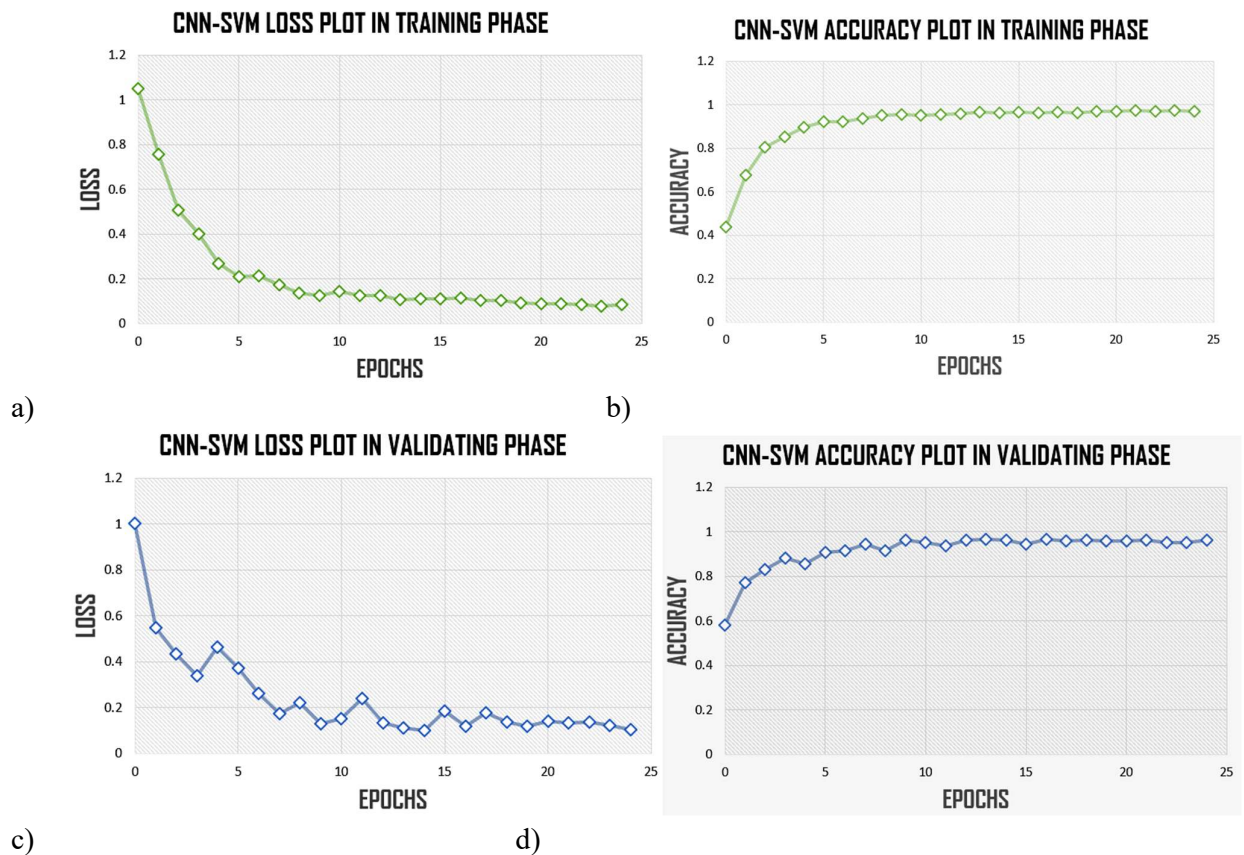 CNN-SVM LOSS PLOT IN TRAINING PHASE
1.2
1
0.8
0.6
0.4
0.2
0
LOSS
0 5 10 15 20 25
EPOCHS
a)
CNN-SVM ACCURACY PLOT IN TRAINING PHASE
1.2
1
0.8
0.6
0.4
0.2
0
ACCURACY
0 5 10 15 20 25
EPOCHS
b)
CNN-SVM LOSS PLOT IN VALIDATING PHASE
1.2
1
0.8
0.6
0.4
0.2
0
LOSS
0 5 10 15 20 25
EPOCHS
c)
CNN-SVM ACCURACY PLOT IN VALIDATING PHASE
1.2
1
0.8
0.6
0.4
0.2
0
ACCURACY
0 5 10 15 20 25
EPOCHS
d)